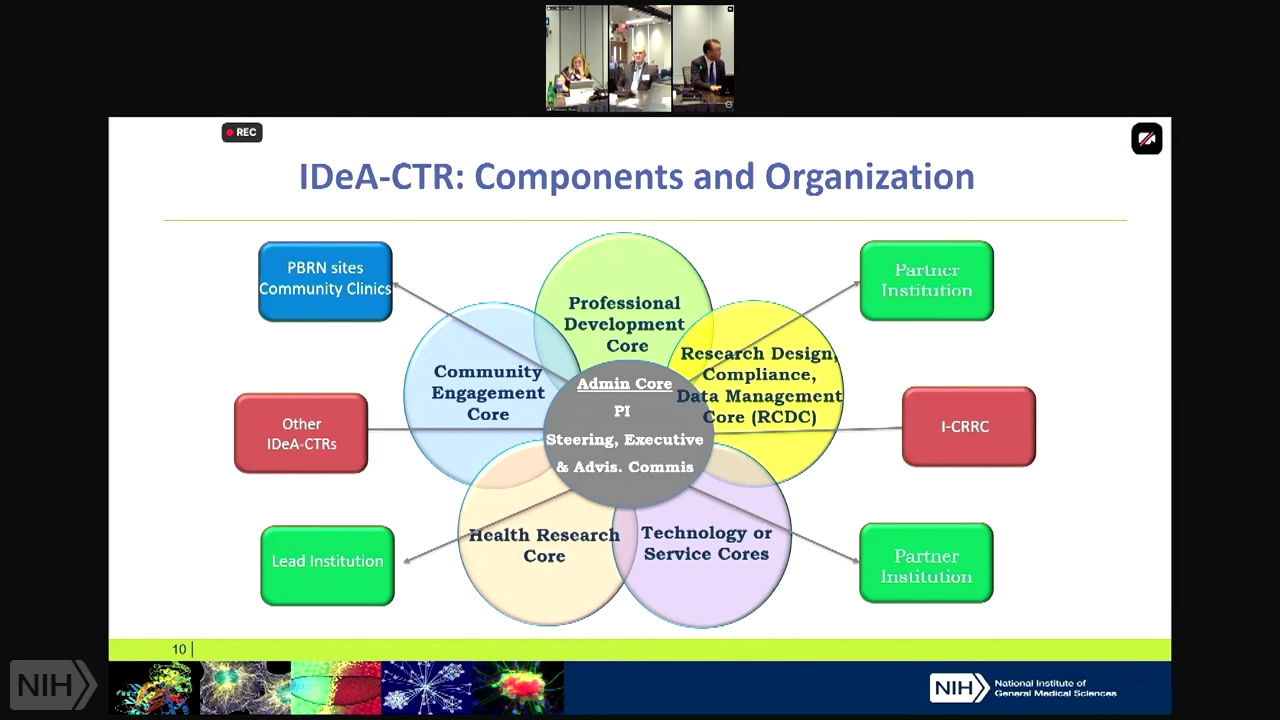 REC
IDeA-CTR: Components and Organization
PBRN sites
Community Clinics
Professional
Development
Core
Partner
Institution
Community
Engagement
Core
Research Design,
Compliance,
Data Management
Core (RCDC)
Admin Core
PI
Steering, Executive
& Advis. Commis
Other
IDeA-CTRs
I-CRRC
Lead Institution
Health Research
Core
Technology or
Service Cores
Partner
Institution
10
NIH
NIH
National Institute of
General Medical Sciences